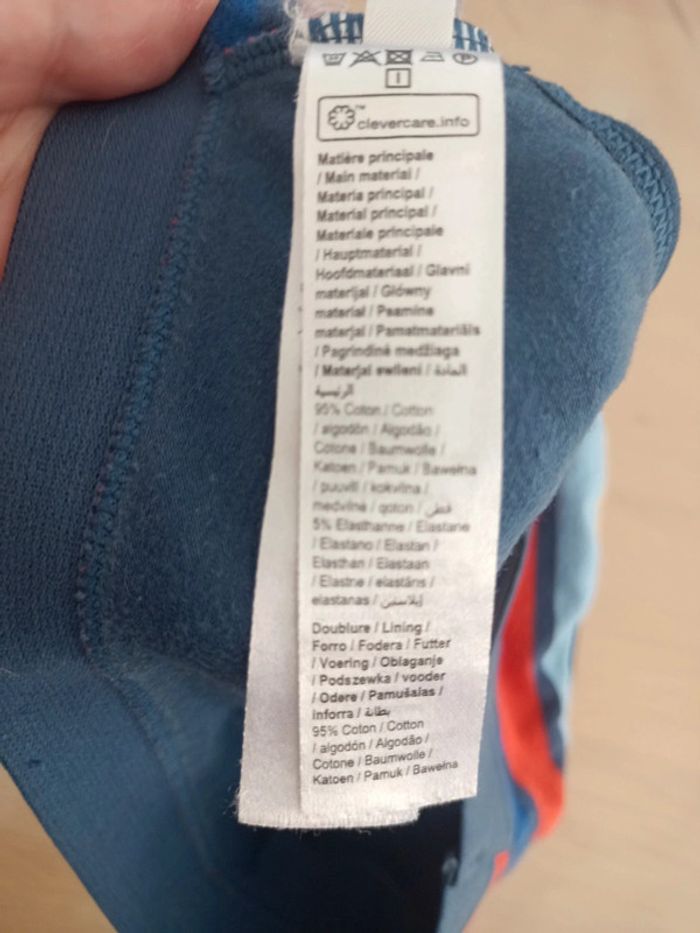 clevercare.info
Matière principale
/ Main material /
Materia principal /
Material principal /
Materiale principale
/ Hauptmaterial /
Hoofdmateriaal / Glavni
materijal / Główny
materiał / Peamine
materjal / Pamatmateriāls
/ Pagrindinė medžiaga
/ Materjal ewlieni / المادة
الرئيسية
95% Coton / Cotton
/ algodón / Algodão /
Cotone / Baumwolle /
Katoen / Pamuk / Bawełna
/ puuvill / kokvilna /
medvilnė / qoton / قطن
5% Elasthanne / Elastane
/ Elastano / Elastan /
Elasthan / Elastaan
/ Elastne / elastāns /
elastanas / إيلاستين
Doublure / Lining /
Forro / Fodera / Futter
/ Voering / Oblaganje
/ Podszewka / vooder
/ Odere / Pamušalas /
Inforra / بطانة
95% Coton / Cotton
/ algodón / Algodão /
Cotone / Baumwolle /
Katoen / Pamuk / Bawełna